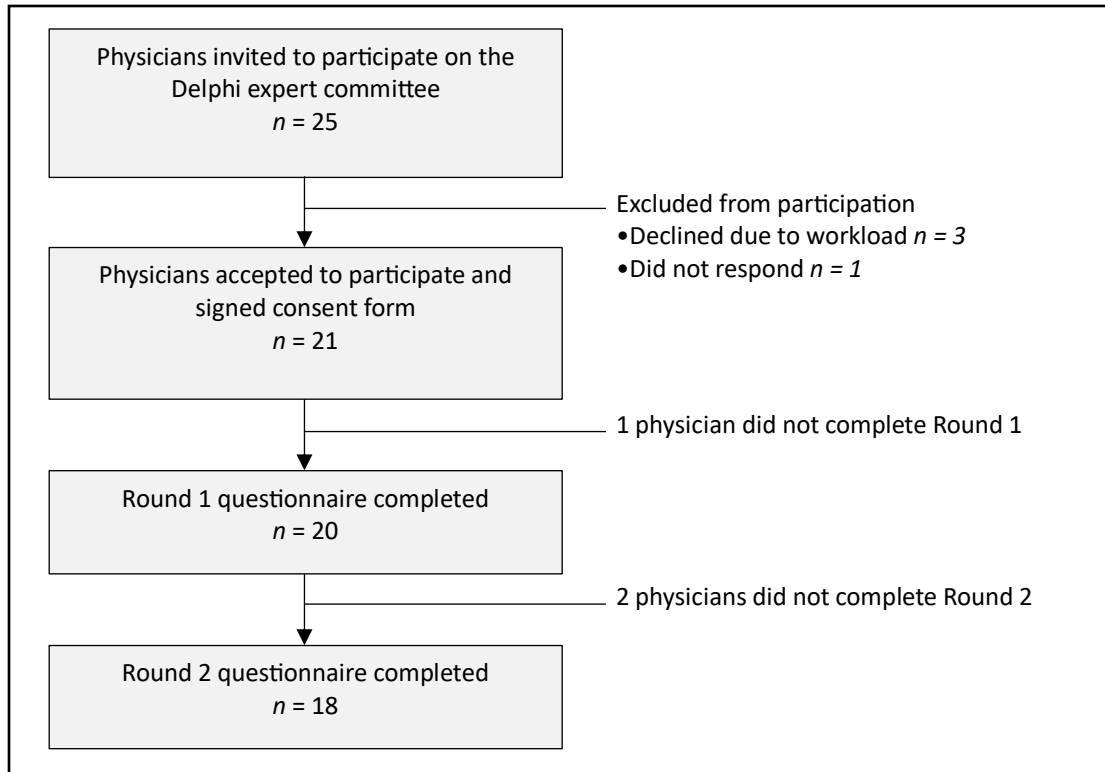 Physicians invited to participate on the
Delphi expert committee
n = 25
Excluded from participation
•Declined due to workload n = 3
•Did not respond n = 1
Physicians accepted to participate and
signed consent form
n = 21
1 physician did not complete Round 1
Round 1 questionnaire completed
n = 20
2 physicians did not complete Round 2
Round 2 questionnaire completed
n = 18